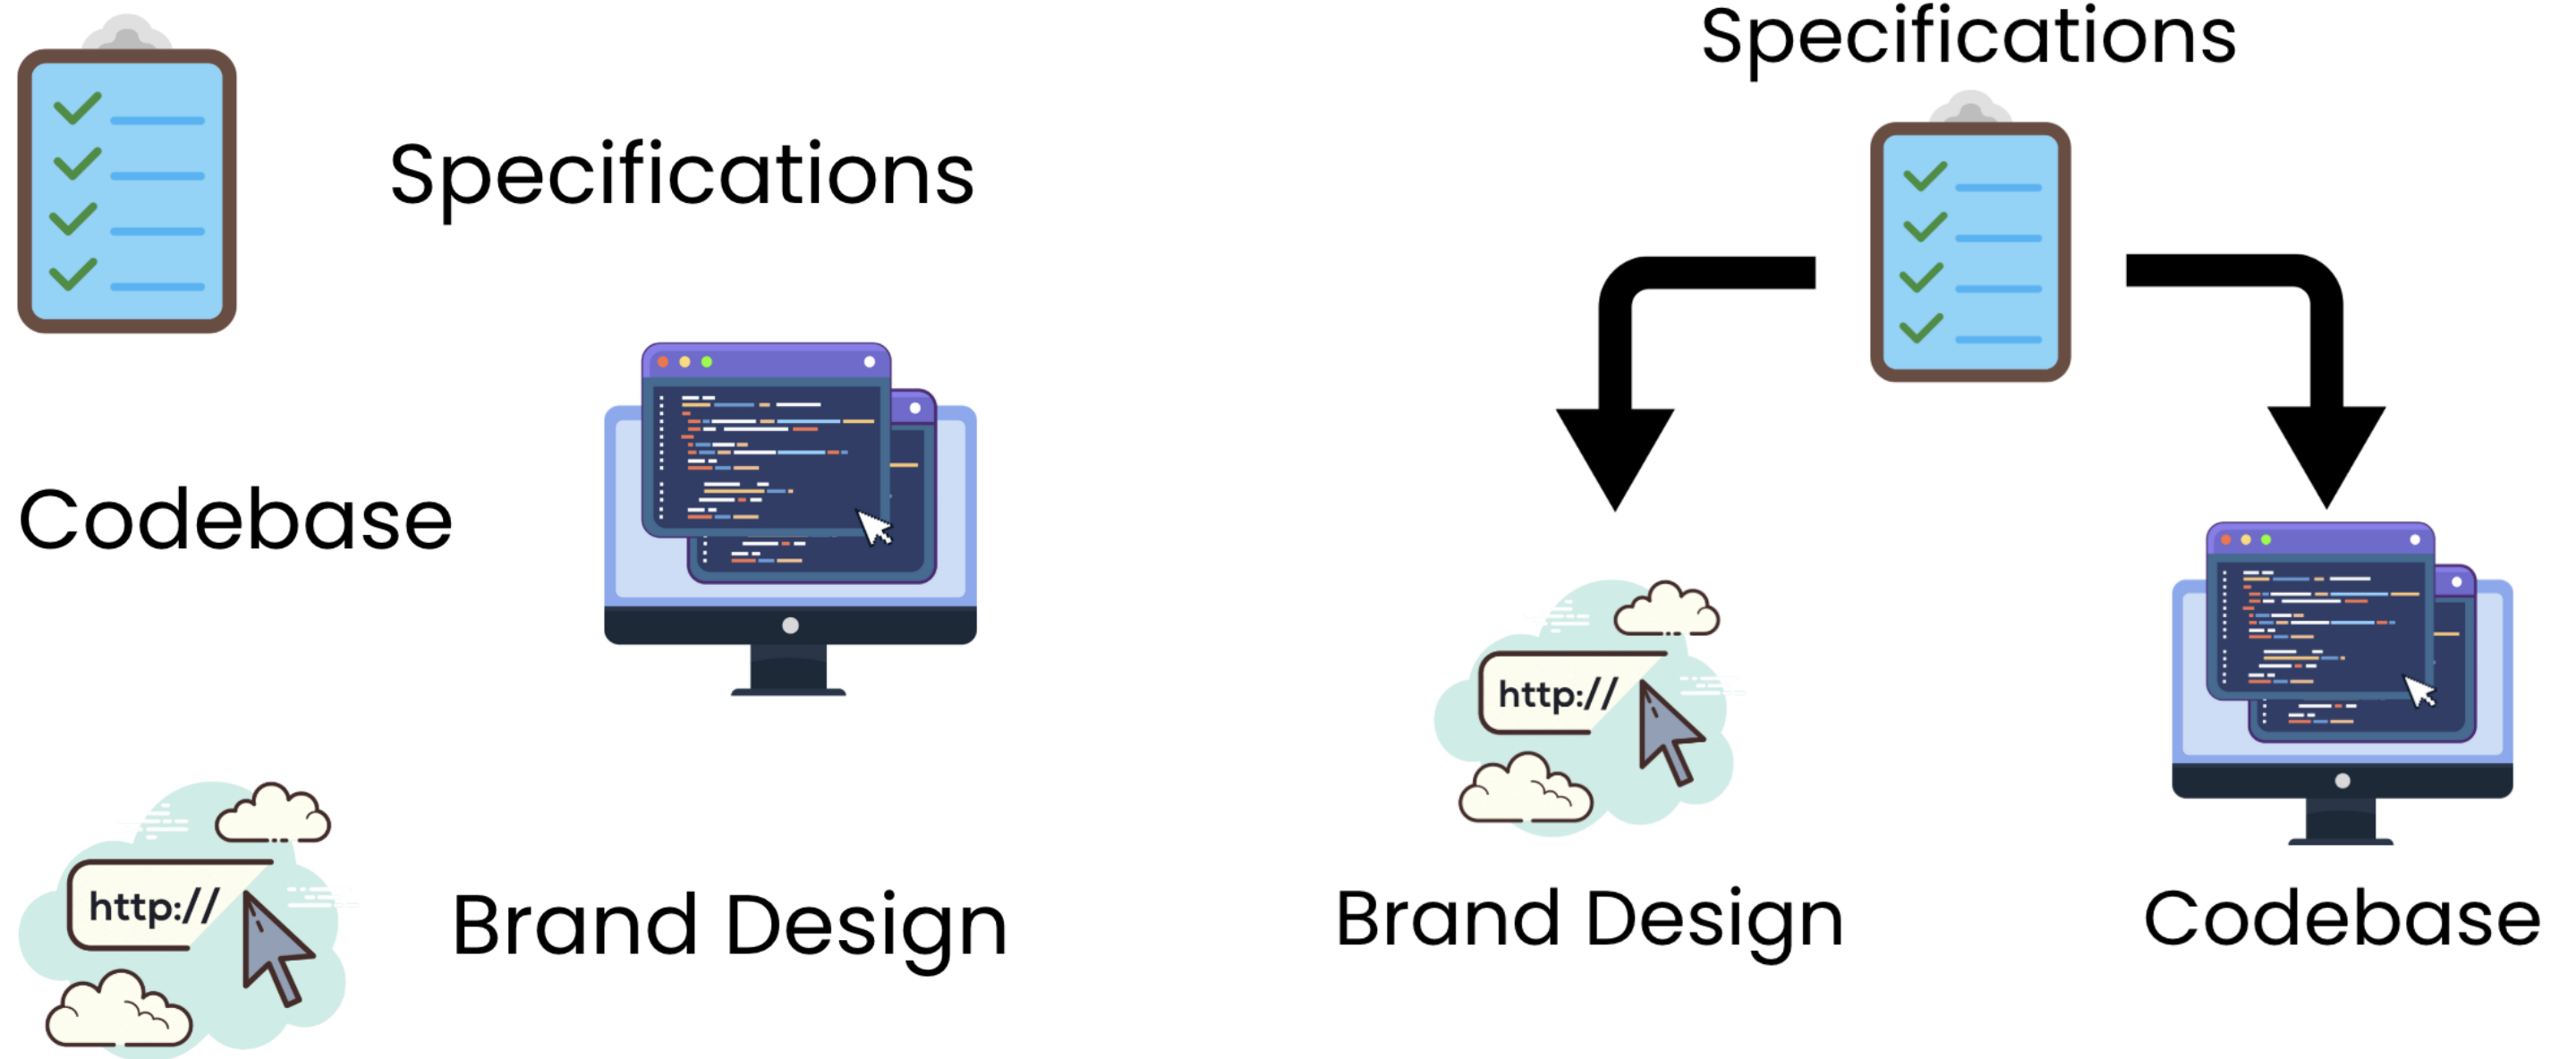 Specifications
Codebase
http://
Brand Design
Specifications
http://
Brand Design
Codebase